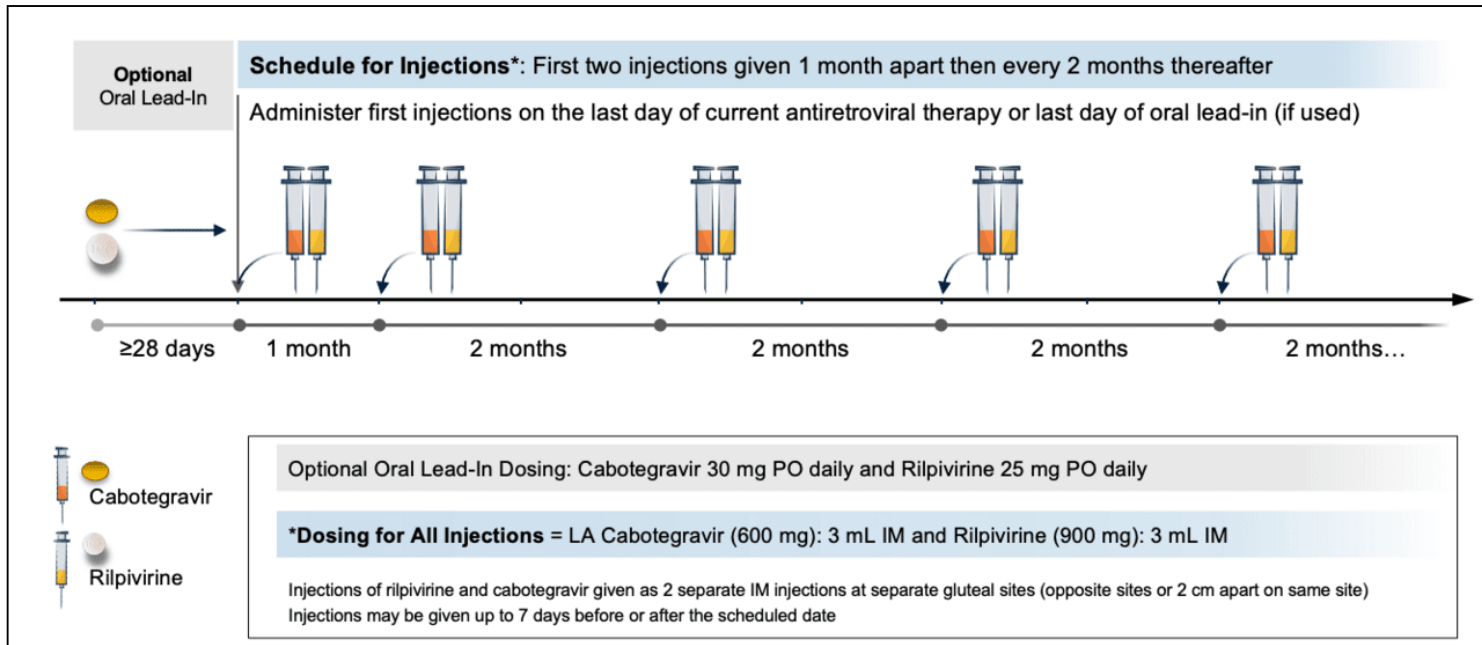 Optional
Oral Lead-In
Schedule for Injections*: First two injections given 1 month apart then every 2 months thereafter
Administer first injections on the last day of current antiretroviral therapy or last day of oral lead-in (if used)
≥28 days
1 month
2 months
2 months
2 months
2 months...
Cabotegravir
Rilpivirine
Optional Oral Lead-In Dosing: Cabotegravir 30 mg PO daily and Rilpivirine 25 mg PO daily
*Dosing for All Injections = LA Cabotegravir (600 mg): 3 mL IM and Rilpivirine (900 mg): 3 mL IM
Injections of rilpivirine and cabotegravir given as 2 separate IM injections at separate gluteal sites (opposite sites or 2 cm apart on same site)
Injections may be given up to 7 days before or after the scheduled date